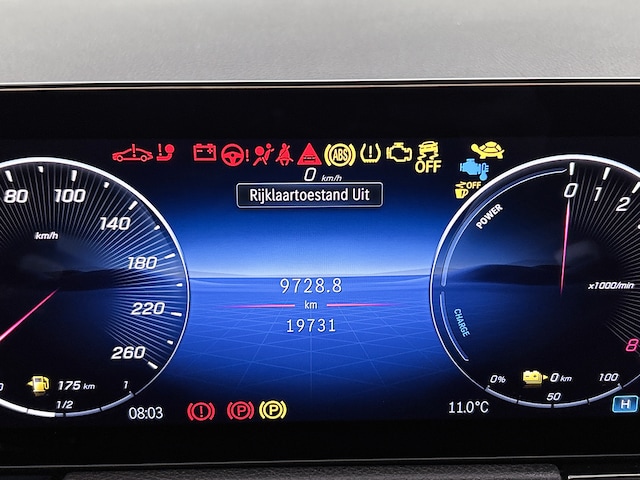 ABS
OFF
OFF
0 km/h
Rijklaartoestand Uit
80
100
140
180
220
260
km/h
POWER
CHARGE
0
1
2
8
x1000/min
9728.8
km
19731
175 km
1/2
1
0%
0 km
100
50
08:03
P
P
11.0°C
H